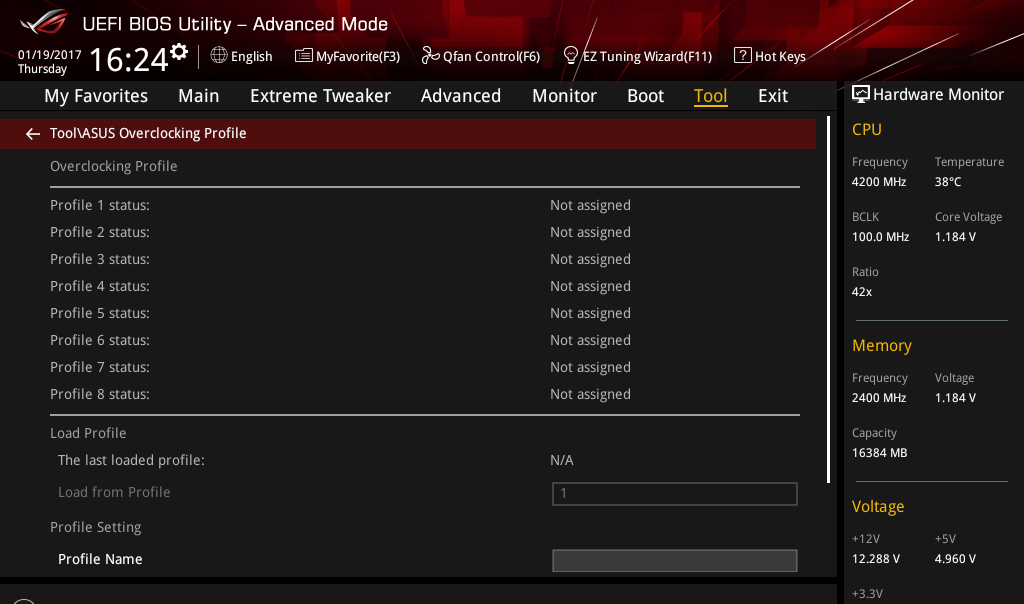 UEFI BIOS Utility – Advanced Mode
01/19/2017
Thursday
16:24
English
MyFavorite(F3)
Qfan Control(F6)
EZ Tuning Wizard(F11)
? Hot Keys
My Favorites Main Extreme Tweaker Advanced Monitor Boot Tool Exit
Tool\ASUS Overclocking Profile
Overclocking Profile
Profile 1 status: Not assigned
Profile 2 status: Not assigned
Profile 3 status: Not assigned
Profile 4 status: Not assigned
Profile 5 status: Not assigned
Profile 6 status: Not assigned
Profile 7 status: Not assigned
Profile 8 status: Not assigned
Load Profile
The last loaded profile: N/A
Load from Profile 1
Profile Setting
Profile Name
Hardware Monitor
CPU
Frequency Temperature
4200 MHz 38°C
BCLK Core Voltage
100.0 MHz 1.184 V
Ratio
42x
Memory
Frequency Voltage
2400 MHz 1.184 V
Capacity
16384 MB
Voltage
+12V +5V
12.288 V 4.960 V
+3.3V